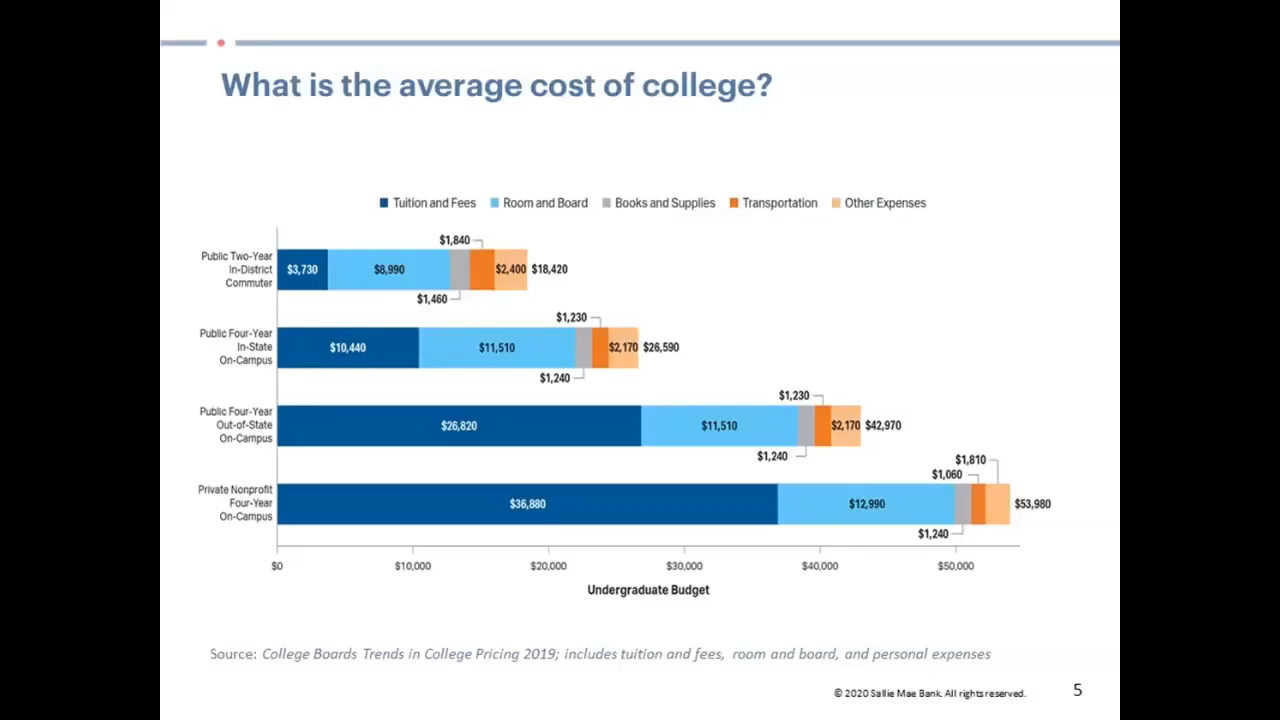 What is the average cost of college?
Tuition and Fees Room and Board Books and Supplies Transportation Other Expenses
$1,840
Public Two-Year
In-District
Commuter
$3,730 $8,990 $2,400 $18,420
$1,460
$1,230
Public Four-Year
In-State
On-Campus
$10,440 $11,510 $2,170 $26,590
$1,240
$1,230
Public Four-Year
Out-of-State
On-Campus
$26,820 $11,510 $2,170 $42,970
$1,240
$1,810
$1,060
Private Nonprofit
Four-Year
On-Campus
$36,880 $12,990 $53,980
$1,240
$0 $10,000 $20,000 $30,000 $40,000 $50,000
Undergraduate Budget
Source: College Boards Trends in College Pricing 2019; includes tuition and fees, room and board, and personal expenses
© 2020 Sallie Mae Bank. All rights reserved. 5